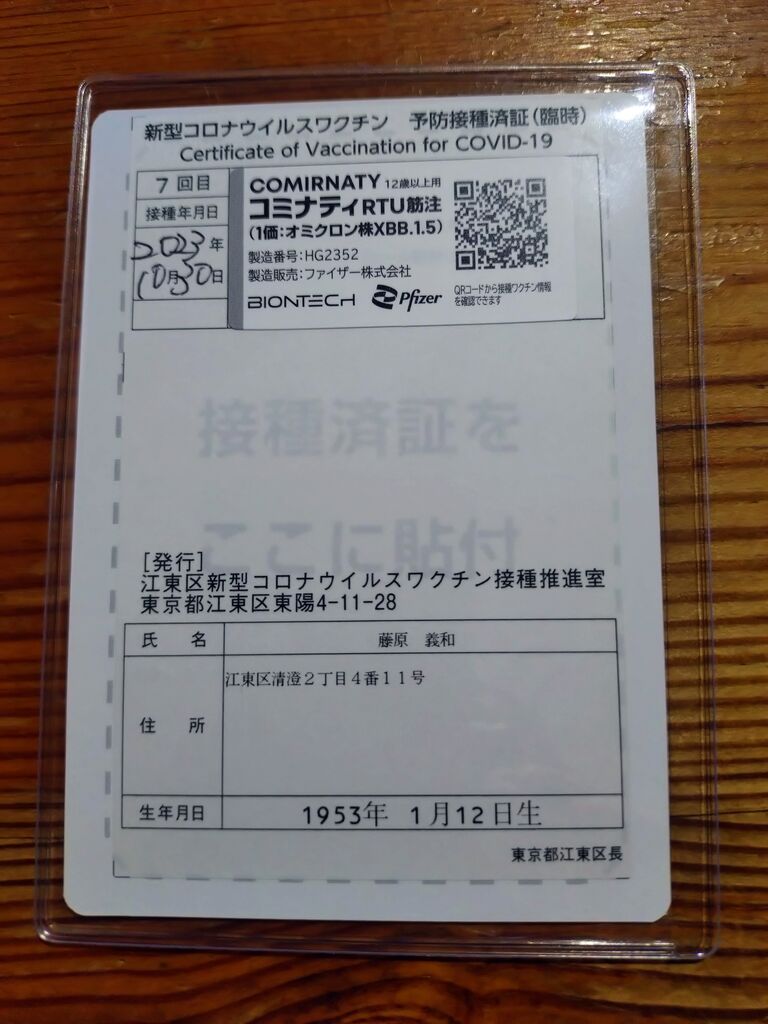 新型コロナウイルスワクチン　予防接種済証(臨時)
Certificate of Vaccination for COVID-19
7 回目
接種年月日
2023年
10月30日
COMIRNATY 12歳以上用
コミナティRTU筋注
(1価:オミクロン株XBB.1.5)
製造番号:HG2352
製造販売:ファイザー株式会社
BIONTECH Pfizer
QRコードから接種ワクチン情報
を確認できます
接種済証を
ここに貼付
[発行]
江東区新型コロナウイルスワクチン接種推進室
東京都江東区東陽4-11-28
氏　名　藤原　義和
住　所　江東区清澄２丁目４番１１号
生年月日　1953年　1月12日生
東京都江東区長